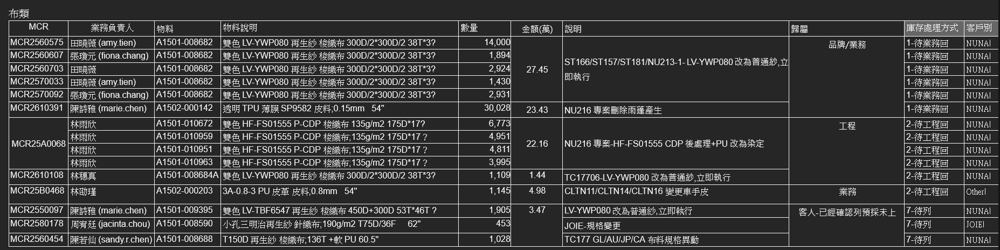 布類
MCR 業務負責人 物料 物料說明 數量 金額(萬) 說明 歸屬 庫存處理方式 客戶別
MCR2560575 田曉薇 (amy.tien) A1501-008682 雙色 LV-YWP080 再生紗 梭織布 300D/2*300D/2 38T*3? 14,000 27.45 ST166/ST157/ST181/NU213-1- LV-YWP080 改為普通紗,立即執行 品牌/業務 1-待業務回 NUNA
MCR2560607 張瓊元 (fiona.chang) A1501-008682 雙色 LV-YWP080 再生紗 梭織布 300D/2*300D/2 38T*3? 1,894 1-待業務回 NUNA
MCR2560703 田曉薇 A1501-008682 雙色 LV-YWP080 再生紗 梭織布 300D/2*300D/2 38T*3? 2,924 1-待業務回 NUNA
MCR2570033 田曉薇 (amy.tien) A1501-008682 雙色 LV-YWP080 再生紗 梭織布 300D/2*300D/2 38T*3? 1,430 1-待業務回 NUNA
MCR2570092 張瓊元 (fiona.chang) A1501-008682 雙色 LV-YWP080 再生紗 梭織布 300D/2*300D/2 38T*3? 2,931 1-待業務回 NUNA
MCR2610391 陳詩雅 (marie.chen) A1502-000142 透明 TPU 薄膜 SP9582 皮料;0.15mm 54" 30,028 23.43 NU216 專案刪除雨蓬產生 1-待業務回 NUNA
MCR25A0068 林雨欣 A1501-010672 雙色 HF-FS01555 P-CDP 梭織布 135g/m2 175D*17? 6,773 22.16 NU216 專案-HF-FS01555 CDP 後處理+PU 改為染定 工程 2-待工程回 NUNA
林雨欣 A1501-010959 雙色 HF-FS01555 P-CDP 梭織布;135g/m2 175D*17 ? 4,951 2-待工程回 NUNA
林雨欣 A1501-010951 雙色 HF-FS01555 P-CDP 梭織布;135g/m2 175D*17 ? 4,811 2-待工程回 NUNA
林雨欣 A1501-010963 雙色 HF-FS01555 P-CDP 梭織布;135g/m2 175D*17 ? 3,995 2-待工程回 NUNA
MCR2610108 林穗真 A1501-008684A 雙色 LV-YWP080 再生紗 梭織布 300D/2*300D/2 38T*3? 1,109 1.44 TC17706-LV-YWP080 改為普通紗,立即執行 2-待工程回 NUNA
MCR25B0468 林劭瑾 A1502-000203 3A-0.8-3 PU 皮革 皮料;0.8mm 54" 1,145 4.98 CLTN11/CLTN14/CLTN16 變更車手皮 業務 2-待工程回 Other
MCR2550097 陳詩雅 (marie.chen) A1501-009395 雙色 LV-TBF6547 再生紗 梭織布 450D+300D 53T*46T ? 1,905 3.47 LV-YWP080 改為普通紗,立即執行 客人-已經確認列預採未上 7-待列 NUNA
MCR2580178 周宥廷 (jacinta.chou) A1501-008590 小孔三明治再生紗 針織布;190g/m2 T75D/36F 62" 453 JOIE-規格變更 7-待列 JOIE
MCR2560454 陳若仙 (sandy.r.chen) A1501-008688 T150D 再生紗 梭織布;136T +軟 PU 60.5" 1,028 TC177 GL/AU/JP/CA 布料規格異動 7-待列 NUNA